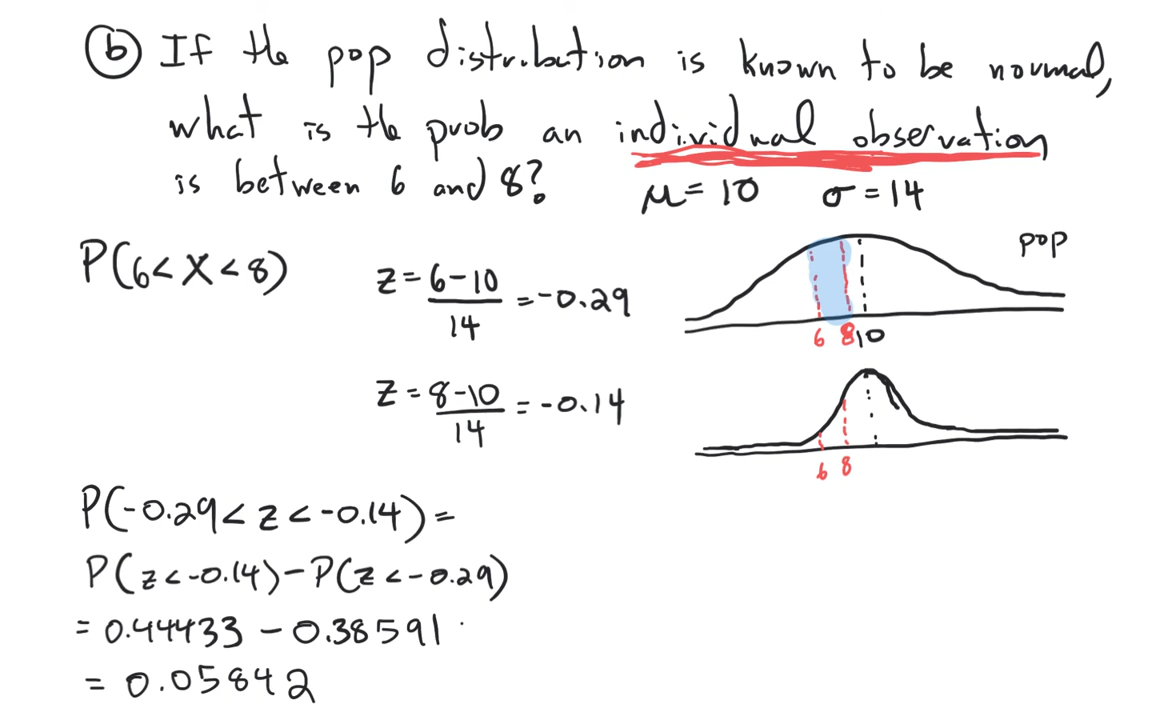 (b) If the pop distribution is known to be normal,
what is the prob an individual observation
is between 6 and 8?
μ = 10 σ = 14
P(6 < X < 8)
z = 6-10 / 14 = -0.29
pop
6 8 10
z = 8-10 / 14 = -0.14
6 8
P(-0.29 < z < -0.14) =
P(z < -0.14) - P(z < -0.29)
= 0.44433 - 0.38591
= 0.05842